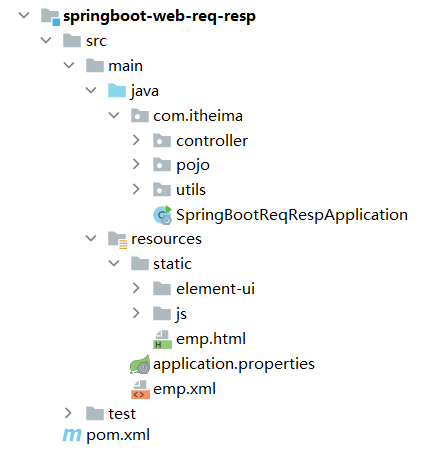 springboot-web-req-resp
src
main
java
com.itheima
controller
pojo
utils
SpringBootReqRespApplication
resources
static
element-ui
js
emp.html
application.properties
emp.xml
test
pom.xml